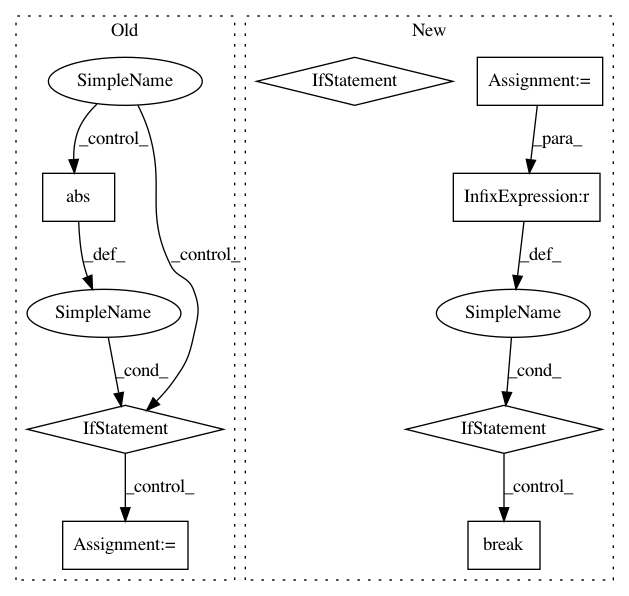 Old
New
SimpleName
IfStatement
Assignment:=
_control_
_para_
abs
_control_
InfixExpression:r
_def_
_def_
SimpleName
SimpleName
_cond_
_cond_
IfStatement
IfStatement
_control_
_control_
Assignment:=
break